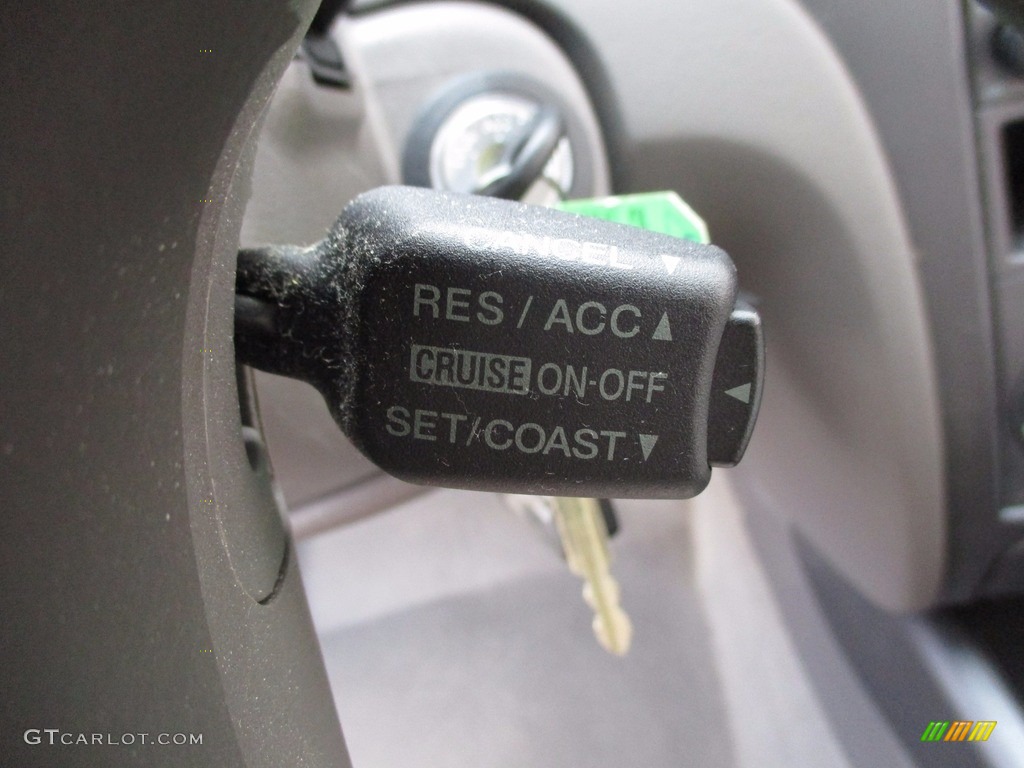 CANCEL ▼
RES / ACC ▲
CRUISE ON-OFF
SET/COAST ▼
GTCARLOT.COM